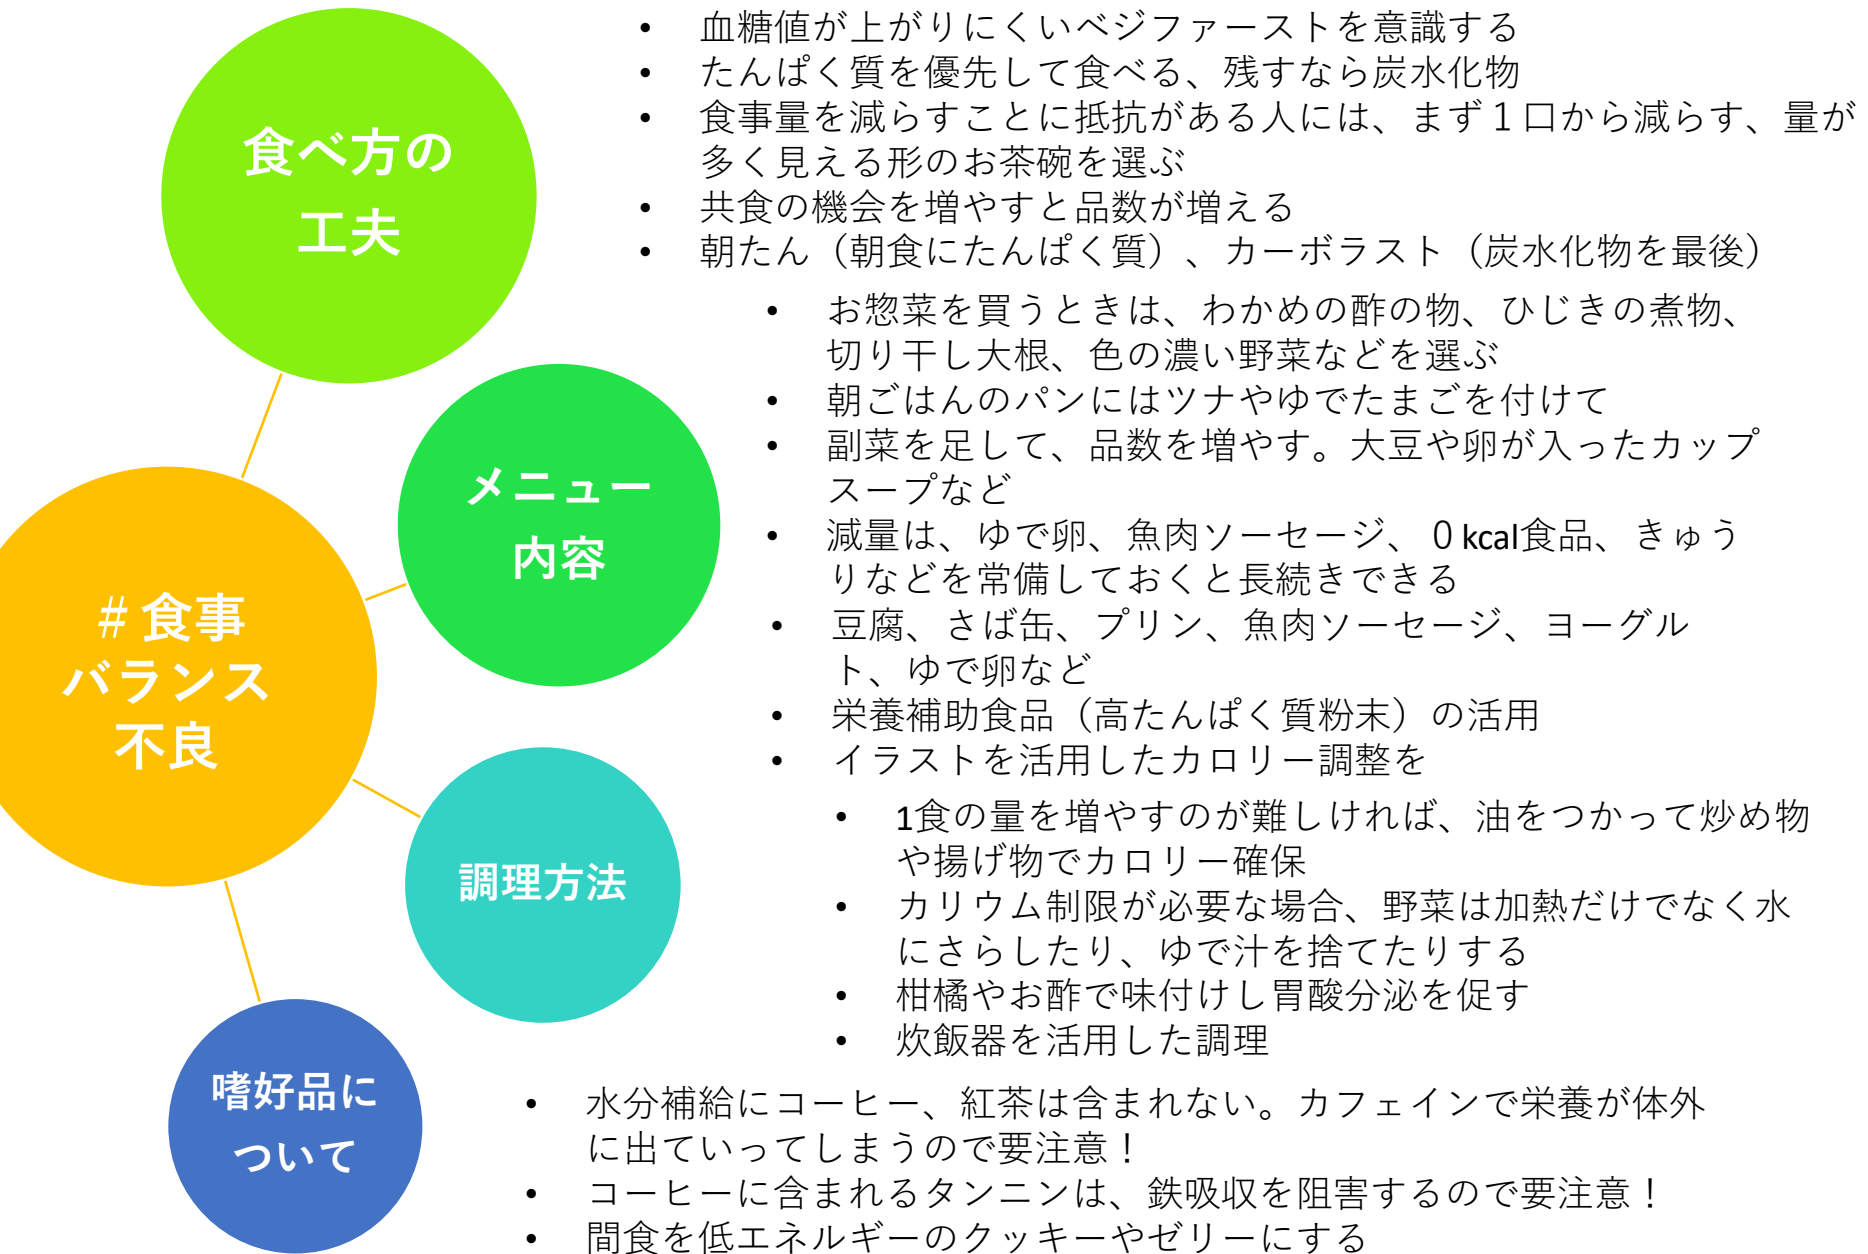 食べ方の
工夫
• 血糖値が上がりにくいベジファーストを意識する
• たんぱく質を優先して食べる、残すなら炭水化物
• 食事量を減らすことに抵抗がある人には、まず１口から減らす、量が
多く見える形のお茶碗を選ぶ
• 共食の機会を増やすと品数が増える
• 朝たん（朝食にたんぱく質）、カーボラスト（炭水化物を最後）
メニュー
内容
• お惣菜を買うときは、わかめの酢の物、ひじきの煮物、
切り干し大根、色の濃い野菜などを選ぶ
• 朝ごはんのパンにはツナやゆでたまごを付けて
• 副菜を足して、品数を増やす。大豆や卵が入ったカップ
スープなど
• 減量は、ゆで卵、魚肉ソーセージ、０kcal食品、きゅう
りなどを常備しておくと長続きできる
• 豆腐、さば缶、プリン、魚肉ソーセージ、ヨーグル
ト、ゆで卵など
• 栄養補助食品（高たんぱく質粉末）の活用
• イラストを活用したカロリー調整を
＃食事
バランス
不良
調理方法
• 1食の量を増やすのが難しければ、油をつかって炒め物
や揚げ物でカロリー確保
• カリウム制限が必要な場合、野菜は加熱だけでなく水
にさらしたり、ゆで汁を捨てたりする
• 柑橘やお酢で味付けし胃酸分泌を促す
• 炊飯器を活用した調理
嗜好品に
ついて
• 水分補給にコーヒー、紅茶は含まれない。カフェインで栄養が体外
に出ていってしまうので要注意！
• コーヒーに含まれるタンニンは、鉄吸収を阻害するので要注意！
• 間食を低エネルギーのクッキーやゼリーにする